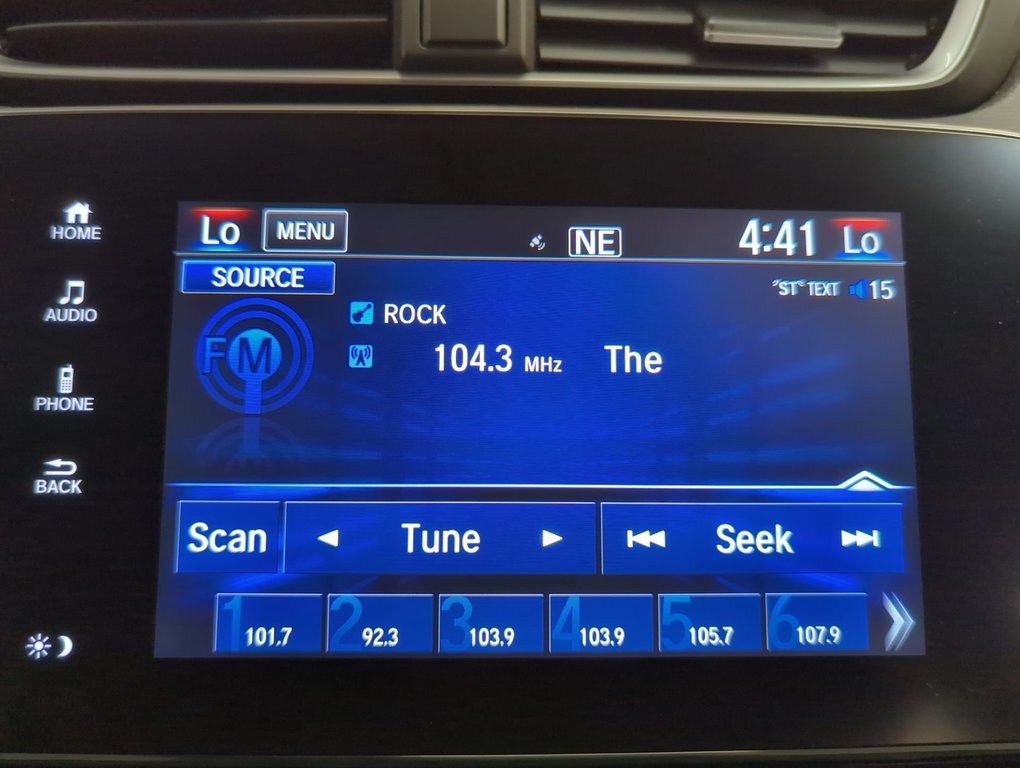 HOME
AUDIO
PHONE
BACK
Lo MENU NE 4:41 Lo
SOURCE
"ST" TEXT 15
FM
ROCK
104.3 MHz The
Scan Tune Seek
1 101.7 2 92.3 3 103.9 4 103.9 5 105.7 6 107.9